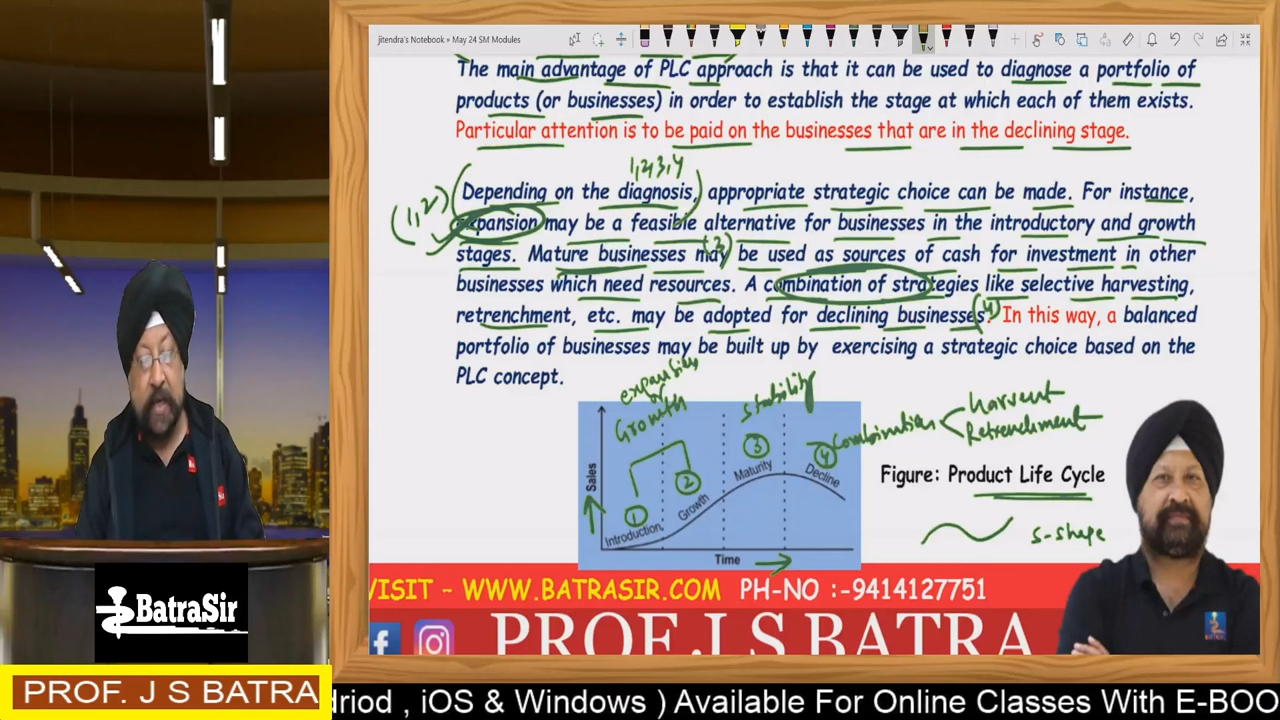 jitendra's Notebook » May 24 SM Modules
The main advantage of PLC approach is that it can be used to diagnose a portfolio of
products (or businesses) in order to establish the stage at which each of them exists.
Particular attention is to be paid on the businesses that are in the declining stage.
1,2,3,4
(1,2)
Depending on the diagnosis, appropriate strategic choice can be made. For instance,
expansion may be a feasible alternative for businesses in the introductory and growth
(3)
stages. Mature businesses may be used as sources of cash for investment in other
businesses which need resources. A combination of strategies like selective harvesting,
retrenchment, etc. may be adopted for declining businesses. In this way, a balanced
(4)
portfolio of businesses may be built up by exercising a strategic choice based on the
PLC concept.
expansion
or
Growth
stability
Combination
Harvest
Retrenchment
Sales
1
2
3
4
Introduction
Growth
Maturity
Decline
Time
Figure: Product Life Cycle
S-shape
BatraSir
VISIT - WWW.BATRASIR.COM PH-NO :-9414127751
PROF.J S BATRA
PROF. J S BATRA
driod , iOS & Windows ) Available For Online Classes With E-BOO